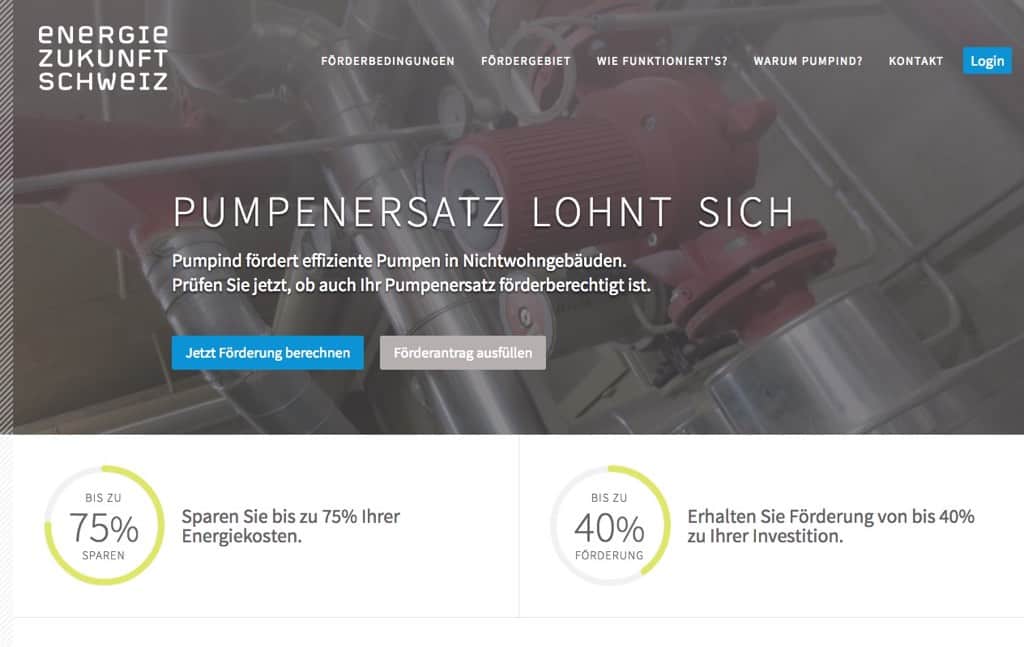 energie
ZUKUNFT
SCHWEIZ
FÖRDERBEDINGUNGEN FÖRDERGEBIET WIE FUNKTIONIERT'S? WARUM PUMPIND? KONTAKT Login
PUMPENERSATZ LOHNT SICH
Pumpind fördert effiziente Pumpen in Nichtwohngebäuden.
Prüfen Sie jetzt, ob auch Ihr Pumpenersatz förderberechtigt ist.
Jetzt Förderung berechnen Förderantrag ausfüllen
BIS ZU
75%
SPAREN
Sparen Sie bis zu 75% Ihrer
Energiekosten.
BIS ZU
40%
FÖRDERUNG
Erhalten Sie Förderung von bis 40%
zu Ihrer Investition.